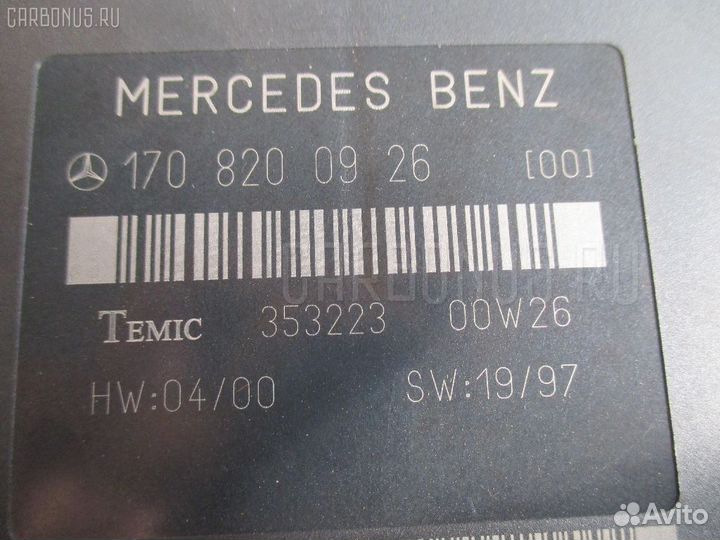 CARBONUS.RU
MERCEDES BENZ
170 820 09 26 [00]
CARBONUS.RU
TEMIC 353223 00W26
HW:04/00 SW:19/97
Avito